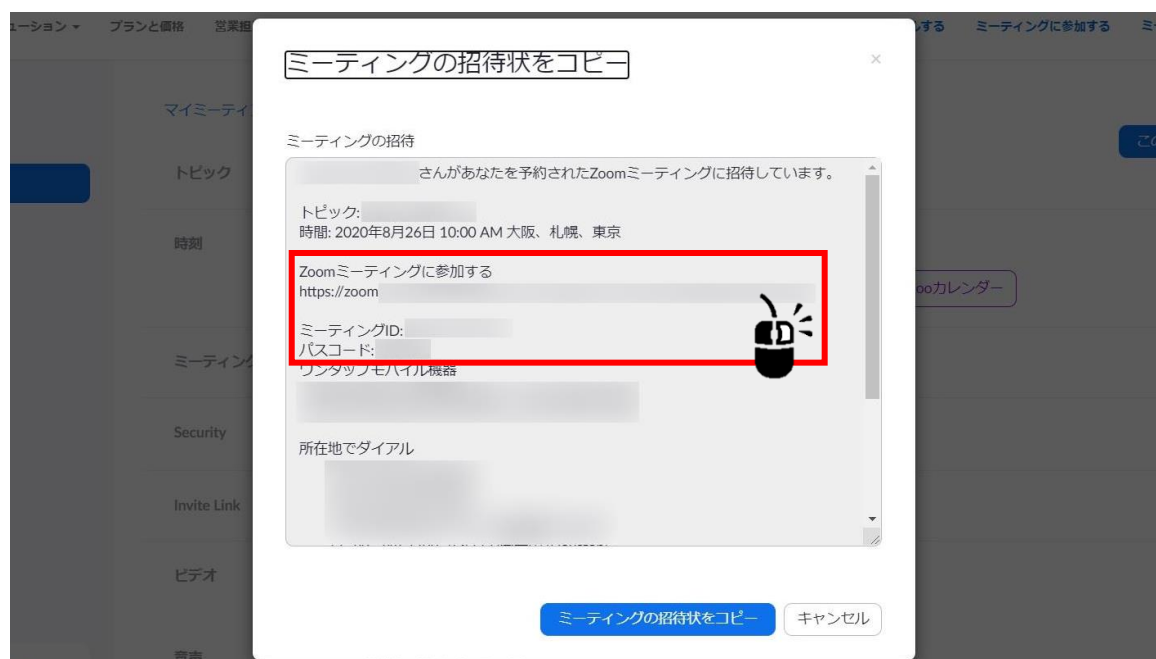 ューション プランと価格 営業担
する ミーティングに参加する ミ
ミーティングの招待状をコピー
×
マイミーティ
ミーティングの招待
この
トピック
さんがあなたを予約されたZoomミーティングに招待しています。
トピック:
時間: 2020年8月26日 10:00 AM 大阪、札幌、東京
時刻
Zoomミーティングに参加する
https://zoom
ooカレンダー
ミーティングID:
パスコード:
ミーティング
ワンタップモバイル機器
Security
所在地でダイアル
Invite Link
ビデオ
ミーティングの招待状をコピー キャンセル
音声